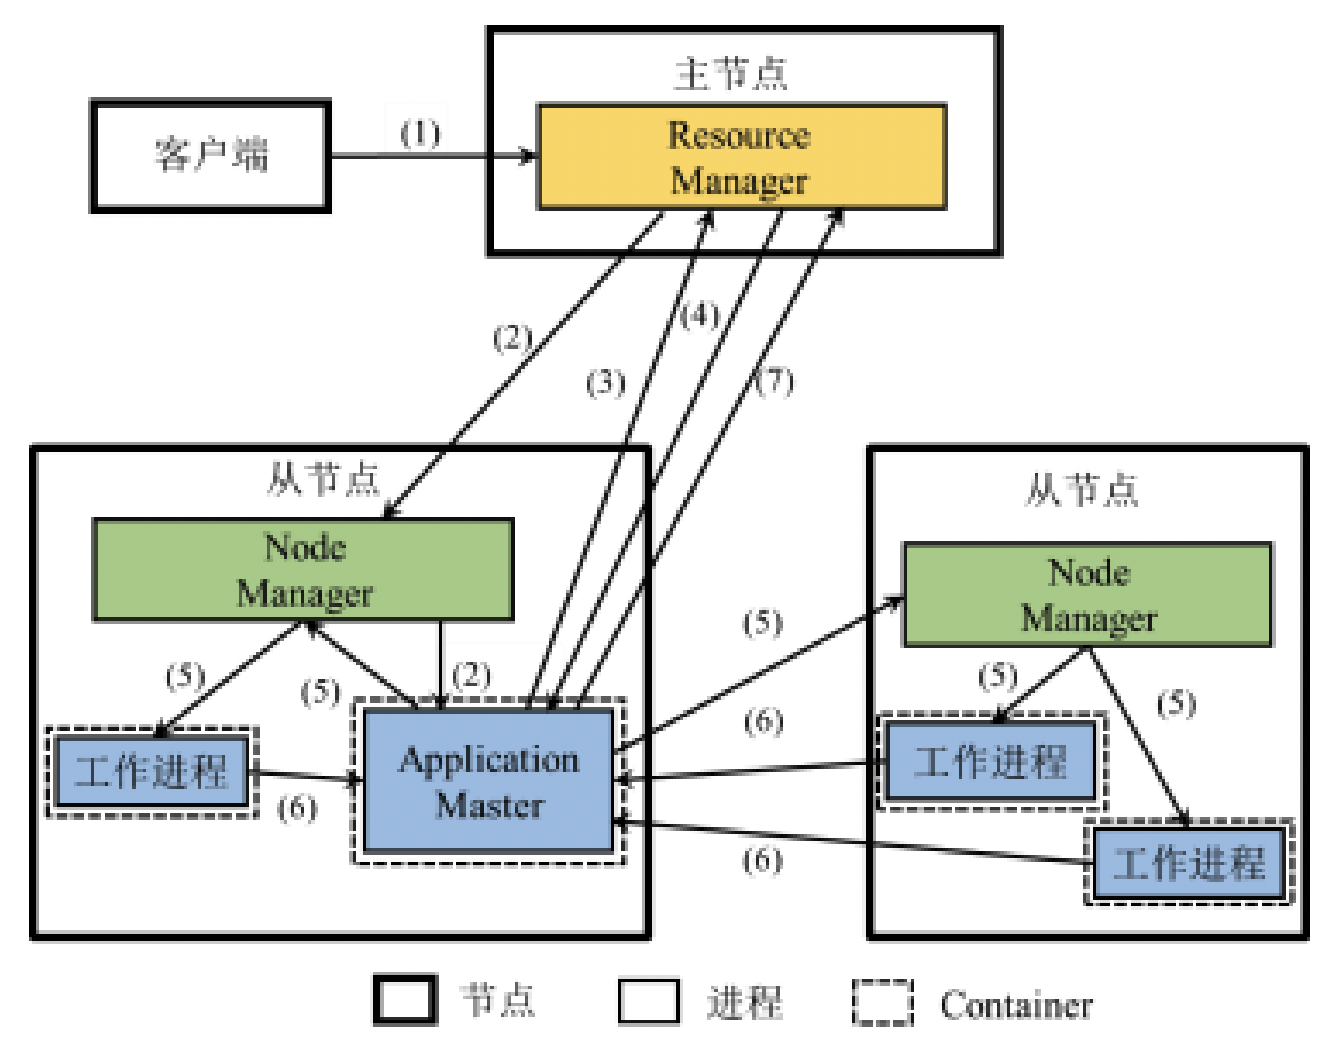 主节点
客户端
(1)
Resource
Manager
(2)
(3)
(4)
(7)
从节点
Node
Manager
(5)
(5)
(2)
工作进程
(6)
Application
Master
(5)
(6)
(6)
从节点
Node
Manager
(5)
(5)
工作进程
工作进程
节点
进程
Container